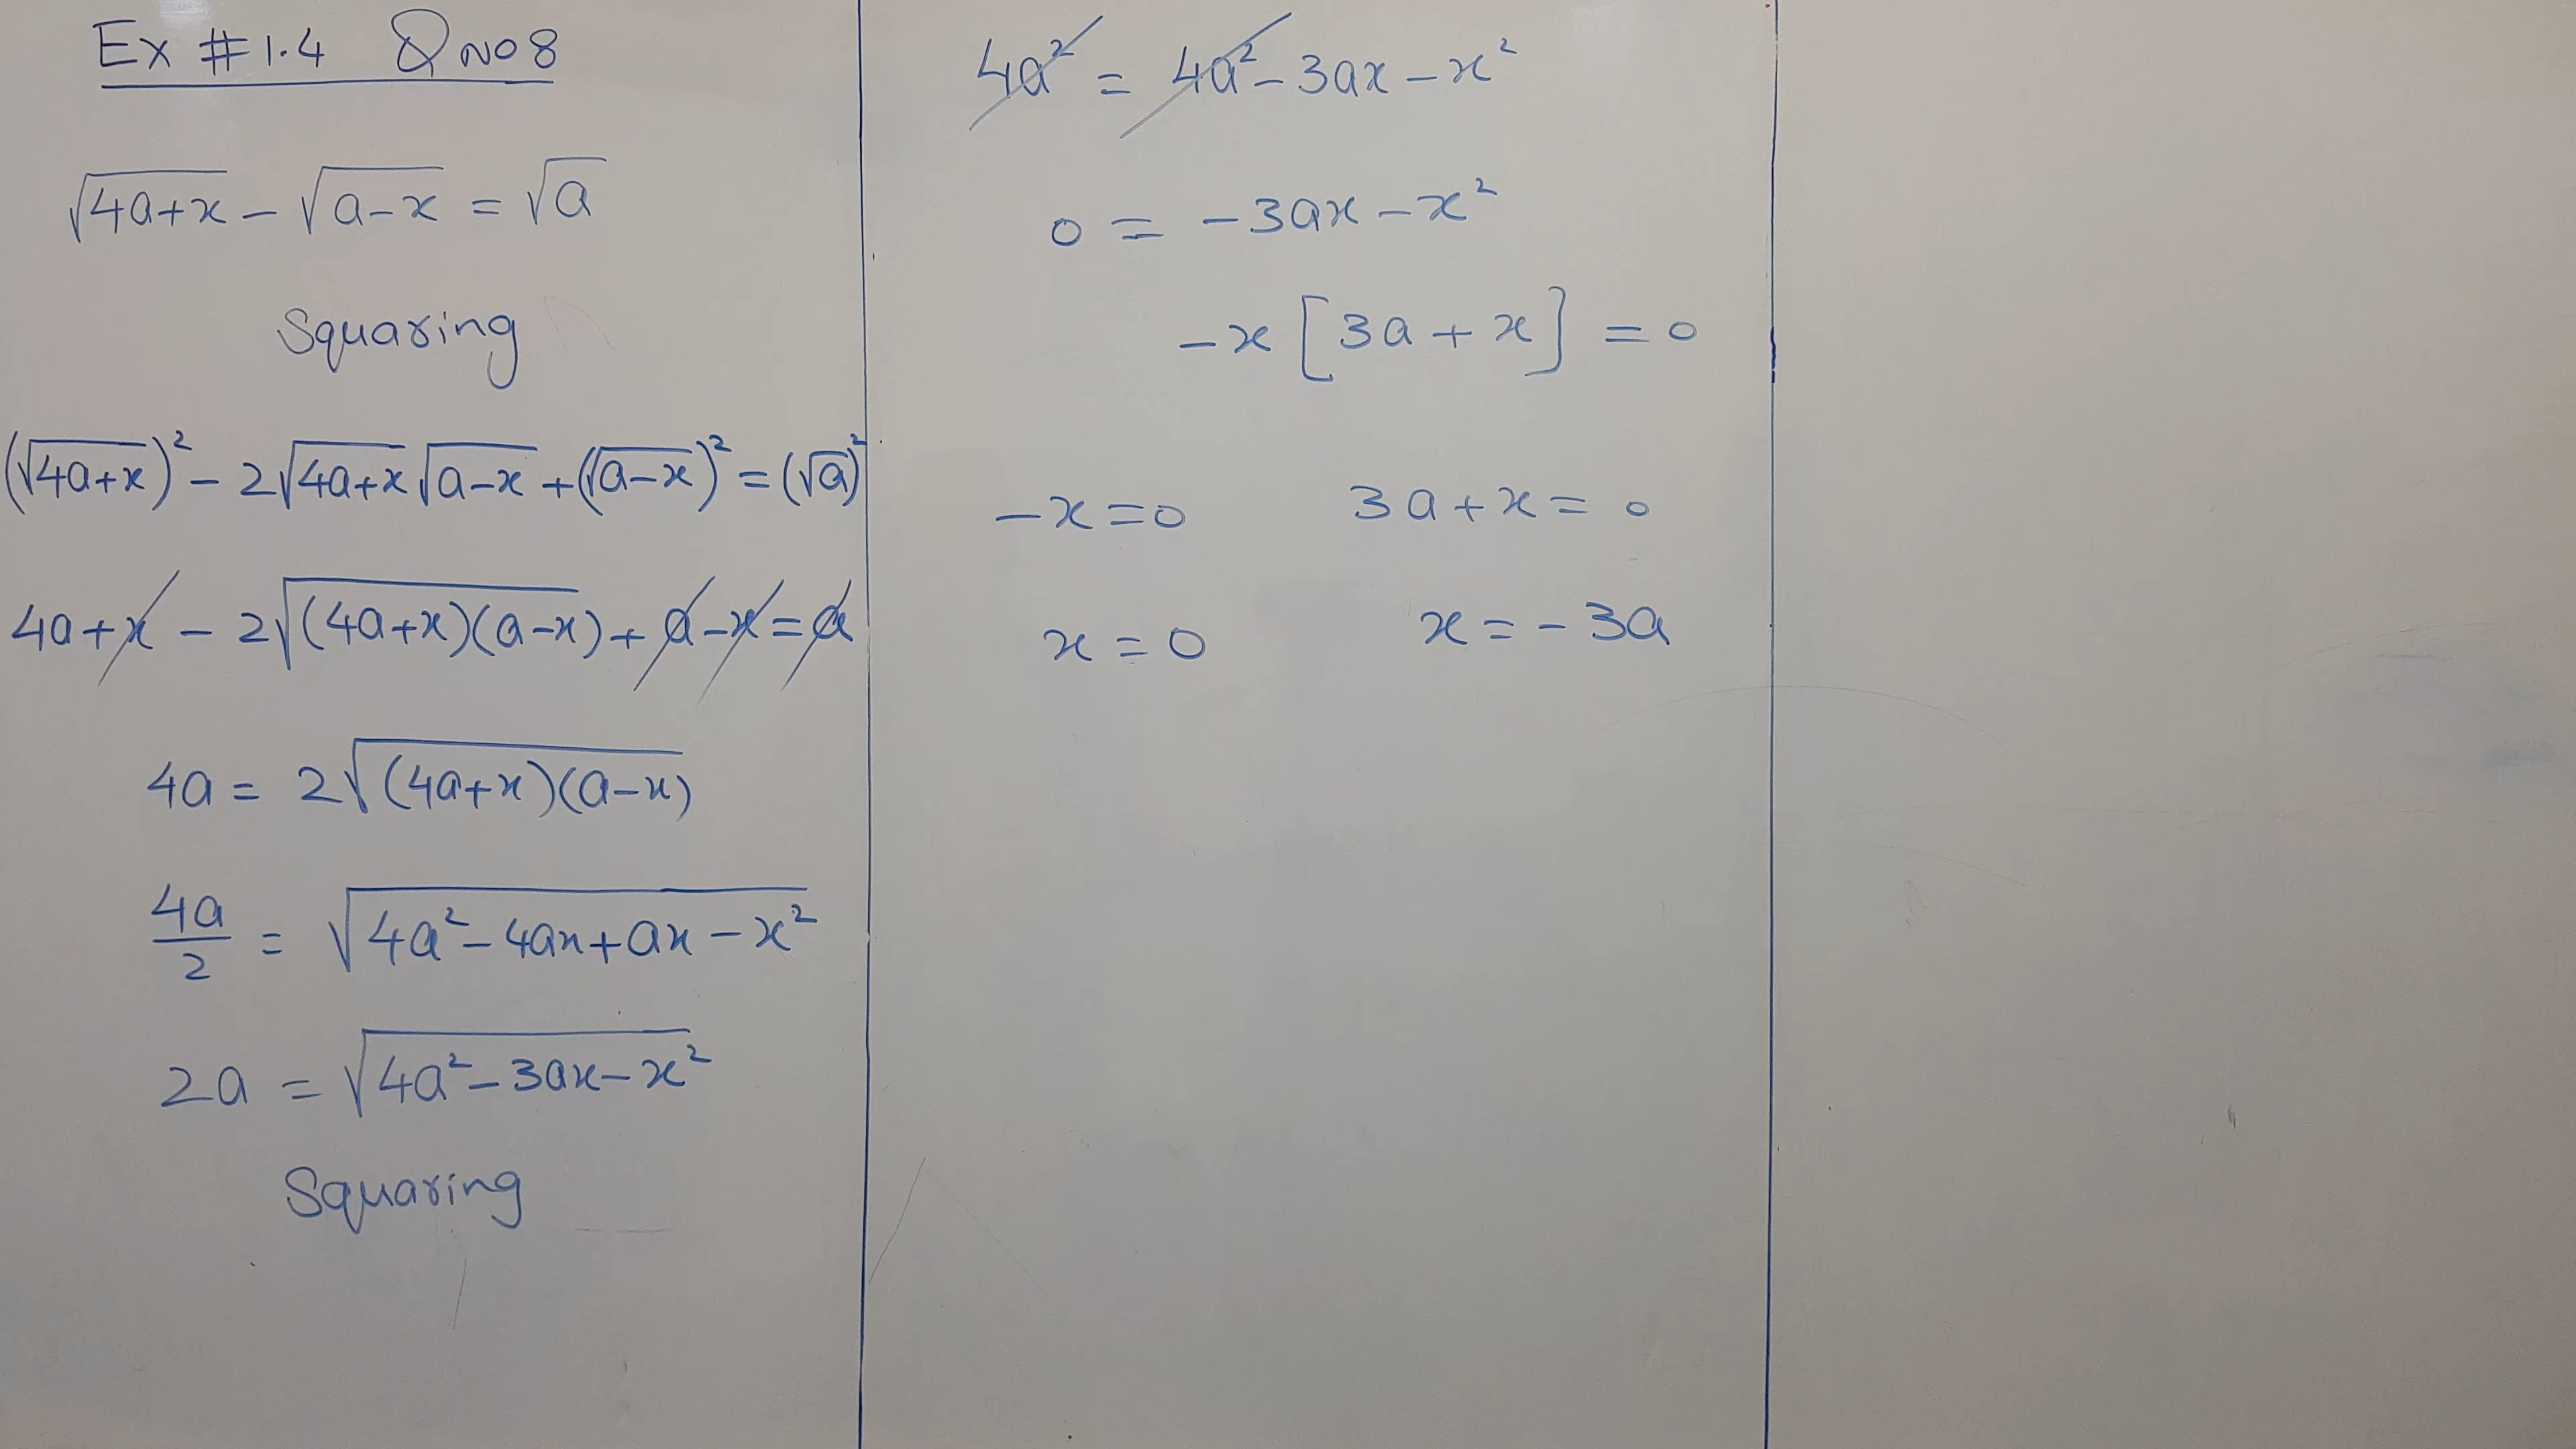 Ex #1.4 Q NO 8
√(4a+x) - √(a-x) = √a
Squaring
(√(4a+x))² - 2√(4a+x) √(a-x) + (√(a-x))² = (√a)²
4a+x - 2√((4a+x)(a-x)) + a-x = a
4a = 2√((4a+x)(a-x))
4a/2 = √(4a²-4ax+ax-x²)
2a = √(4a²-3ax-x²)
Squaring
4a² = 4a²-3ax-x²
0 = -3ax-x²
-x[3a+x] = 0
-x=0 3a+x=0
x=0 x=-3a